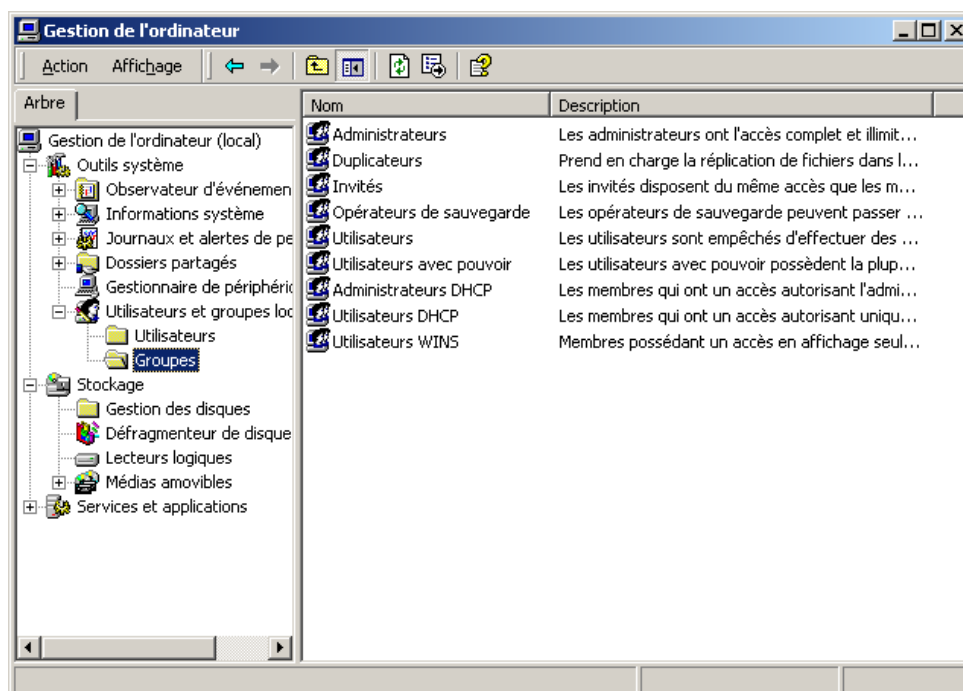 Gestion de l'ordinateur
Action Affichage
Arbre
Nom Description
Gestion de l'ordinateur (local)
Outils système
Observateur d'événemen
Informations système
Journaux et alertes de pe
Dossiers partagés
Gestionnaire de périphéric
Utilisateurs et groupes loc
Utilisateurs
Groupes
Stockage
Gestion des disques
Défragmenteur de disque
Lecteurs logiques
Médias amovibles
Services et applications
Administrateurs Les administrateurs ont l'accès complet et illimit...
Duplicateurs Prend en charge la réplication de fichiers dans l...
Invités Les invités disposent du même accès que les m...
Opérateurs de sauvegarde Les opérateurs de sauvegarde peuvent passer ...
Utilisateurs Les utilisateurs sont empêchés d'effectuer des ...
Utilisateurs avec pouvoir Les utilisateurs avec pouvoir possèdent la plup...
Administrateurs DHCP Les membres qui ont un accès autorisant l'admi...
Utilisateurs DHCP Les membres qui ont un accès autorisant uniqu...
Utilisateurs WINS Membres possédant un accès en affichage seul...